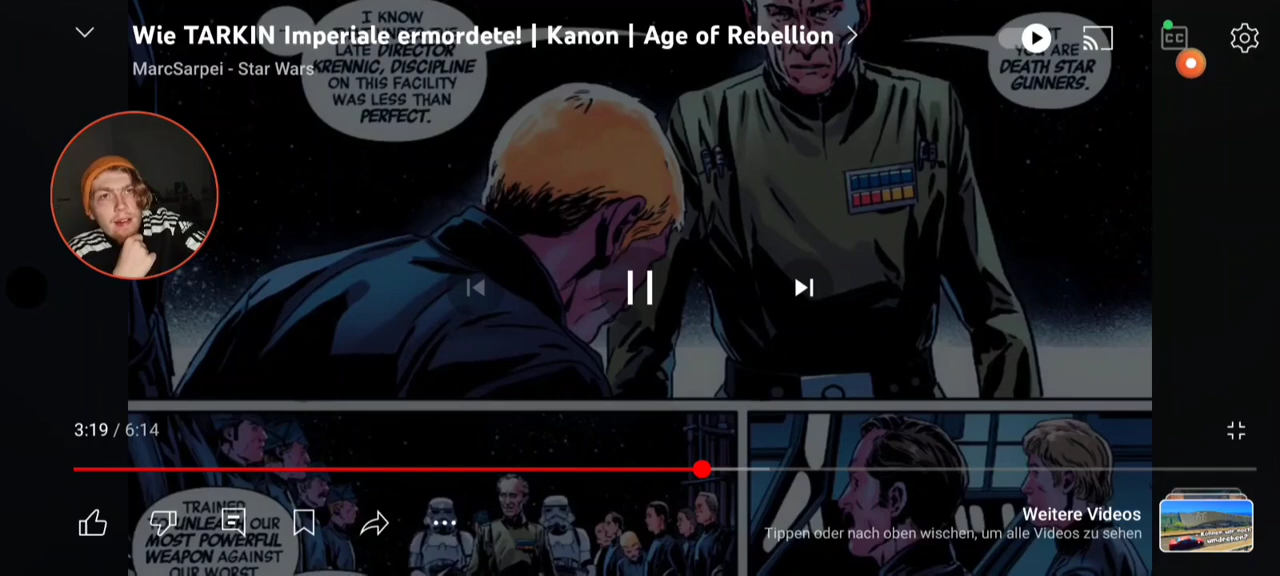 Wie TARKIN Imperiale ermordete! | Kanon | Age of Rebellion
MarcSarpei - Star Wars
I KNOW
LATE DIRECTOR
KRENNIC, DISCIPLINE
ON THIS FACILITY
WAS LESS THAN
PERFECT.
ARE
DEATH STAR
GUNNERS.
CC
3:19 / 6:14
TRAINED
OUR
MOST POWERFUL
WEAPON AGAINST
OUR WORST
Weitere Videos
Tippen oder nach oben wischen, um alle Videos zu sehen
umdrehen?